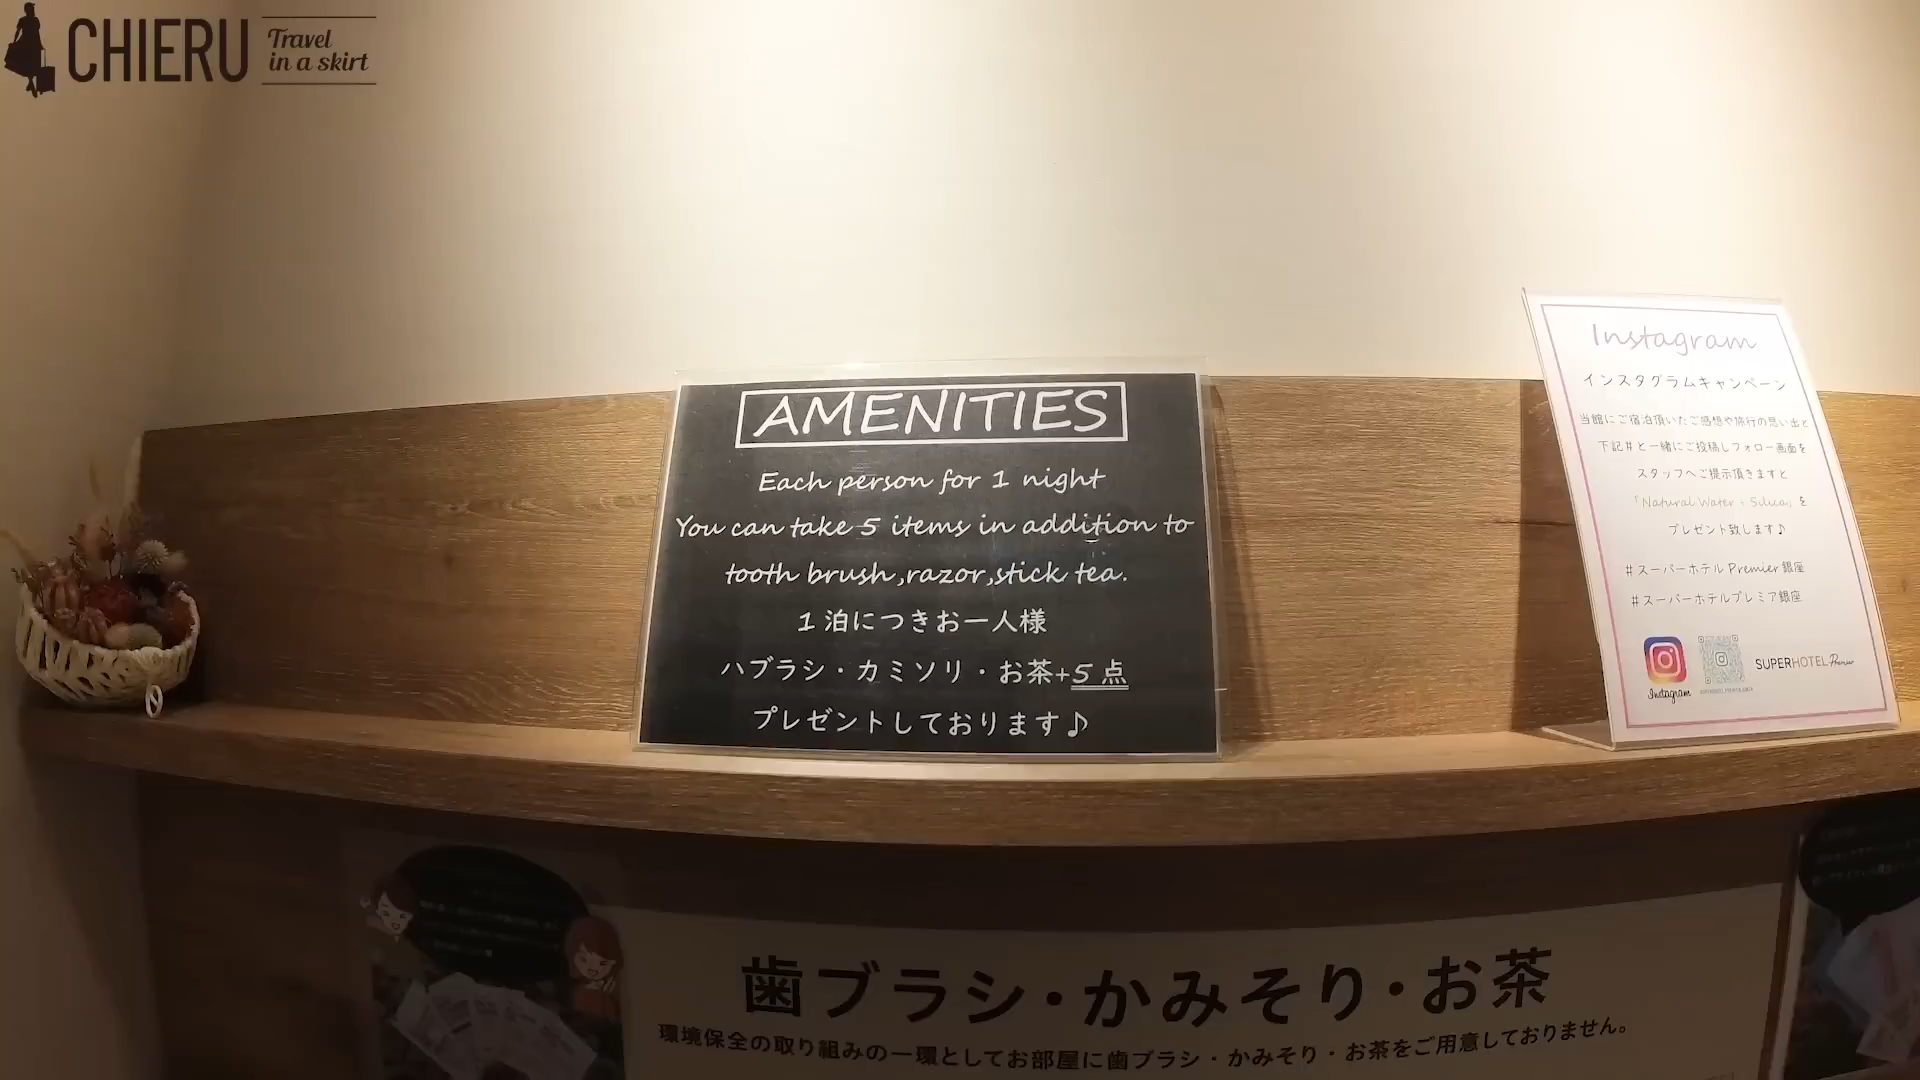 CHIERU
Travel
in a skirt
AMENITIES
Each person for 1 night
You can take 5 items in addition to
tooth brush,razor,stick tea.
1泊につきお一人様
ハブラシ・カミソリ・お茶+5点
プレゼントしております♪
Instagram
インスタグラムキャンペーン
当館にご宿泊頂いたご感想や旅行の思い出と
下記#と一緒にご投稿しフォロー画面を
スタッフへご提示頂きますと
「Natural Water + Silica」を
プレゼント致します♪
#スーパーホテルPremier銀座
#スーパーホテルプレミア銀座
Instagram
SUPERHOTEL Premier
歯ブラシ・かみそり・お茶
環境保全の取り組みの一環としてお部屋に歯ブラシ・かみそり・お茶をご用意しておりません。